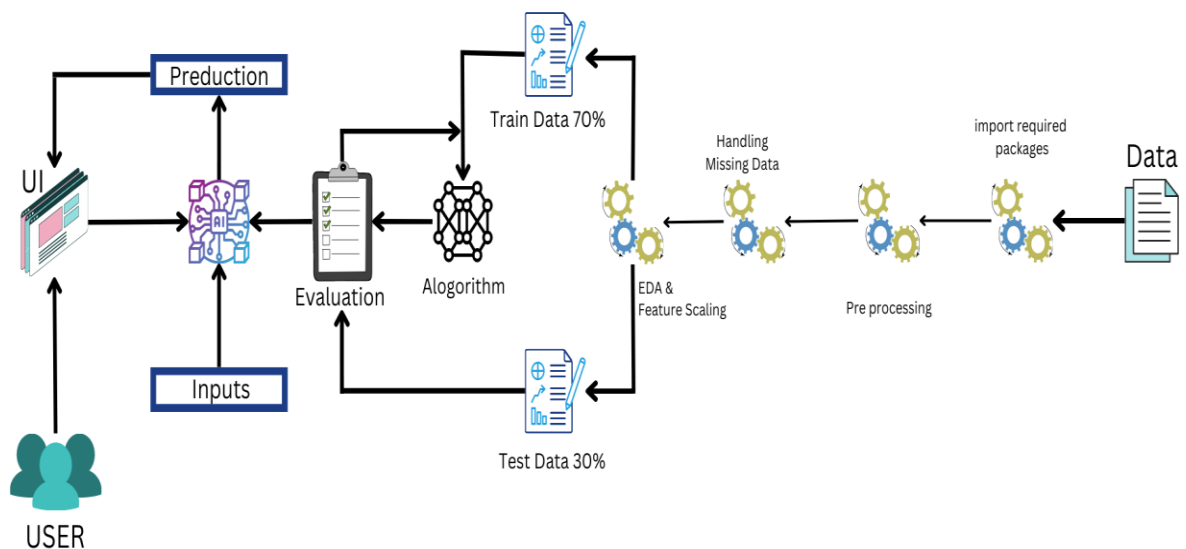 Preduction
Train Data 70%
import required
packages
Handling
Missing Data
Data
UI
AI
Evaluation
Alogorithm
EDA &
Feature Scaling
Pre processing
Inputs
Test Data 30%
USER